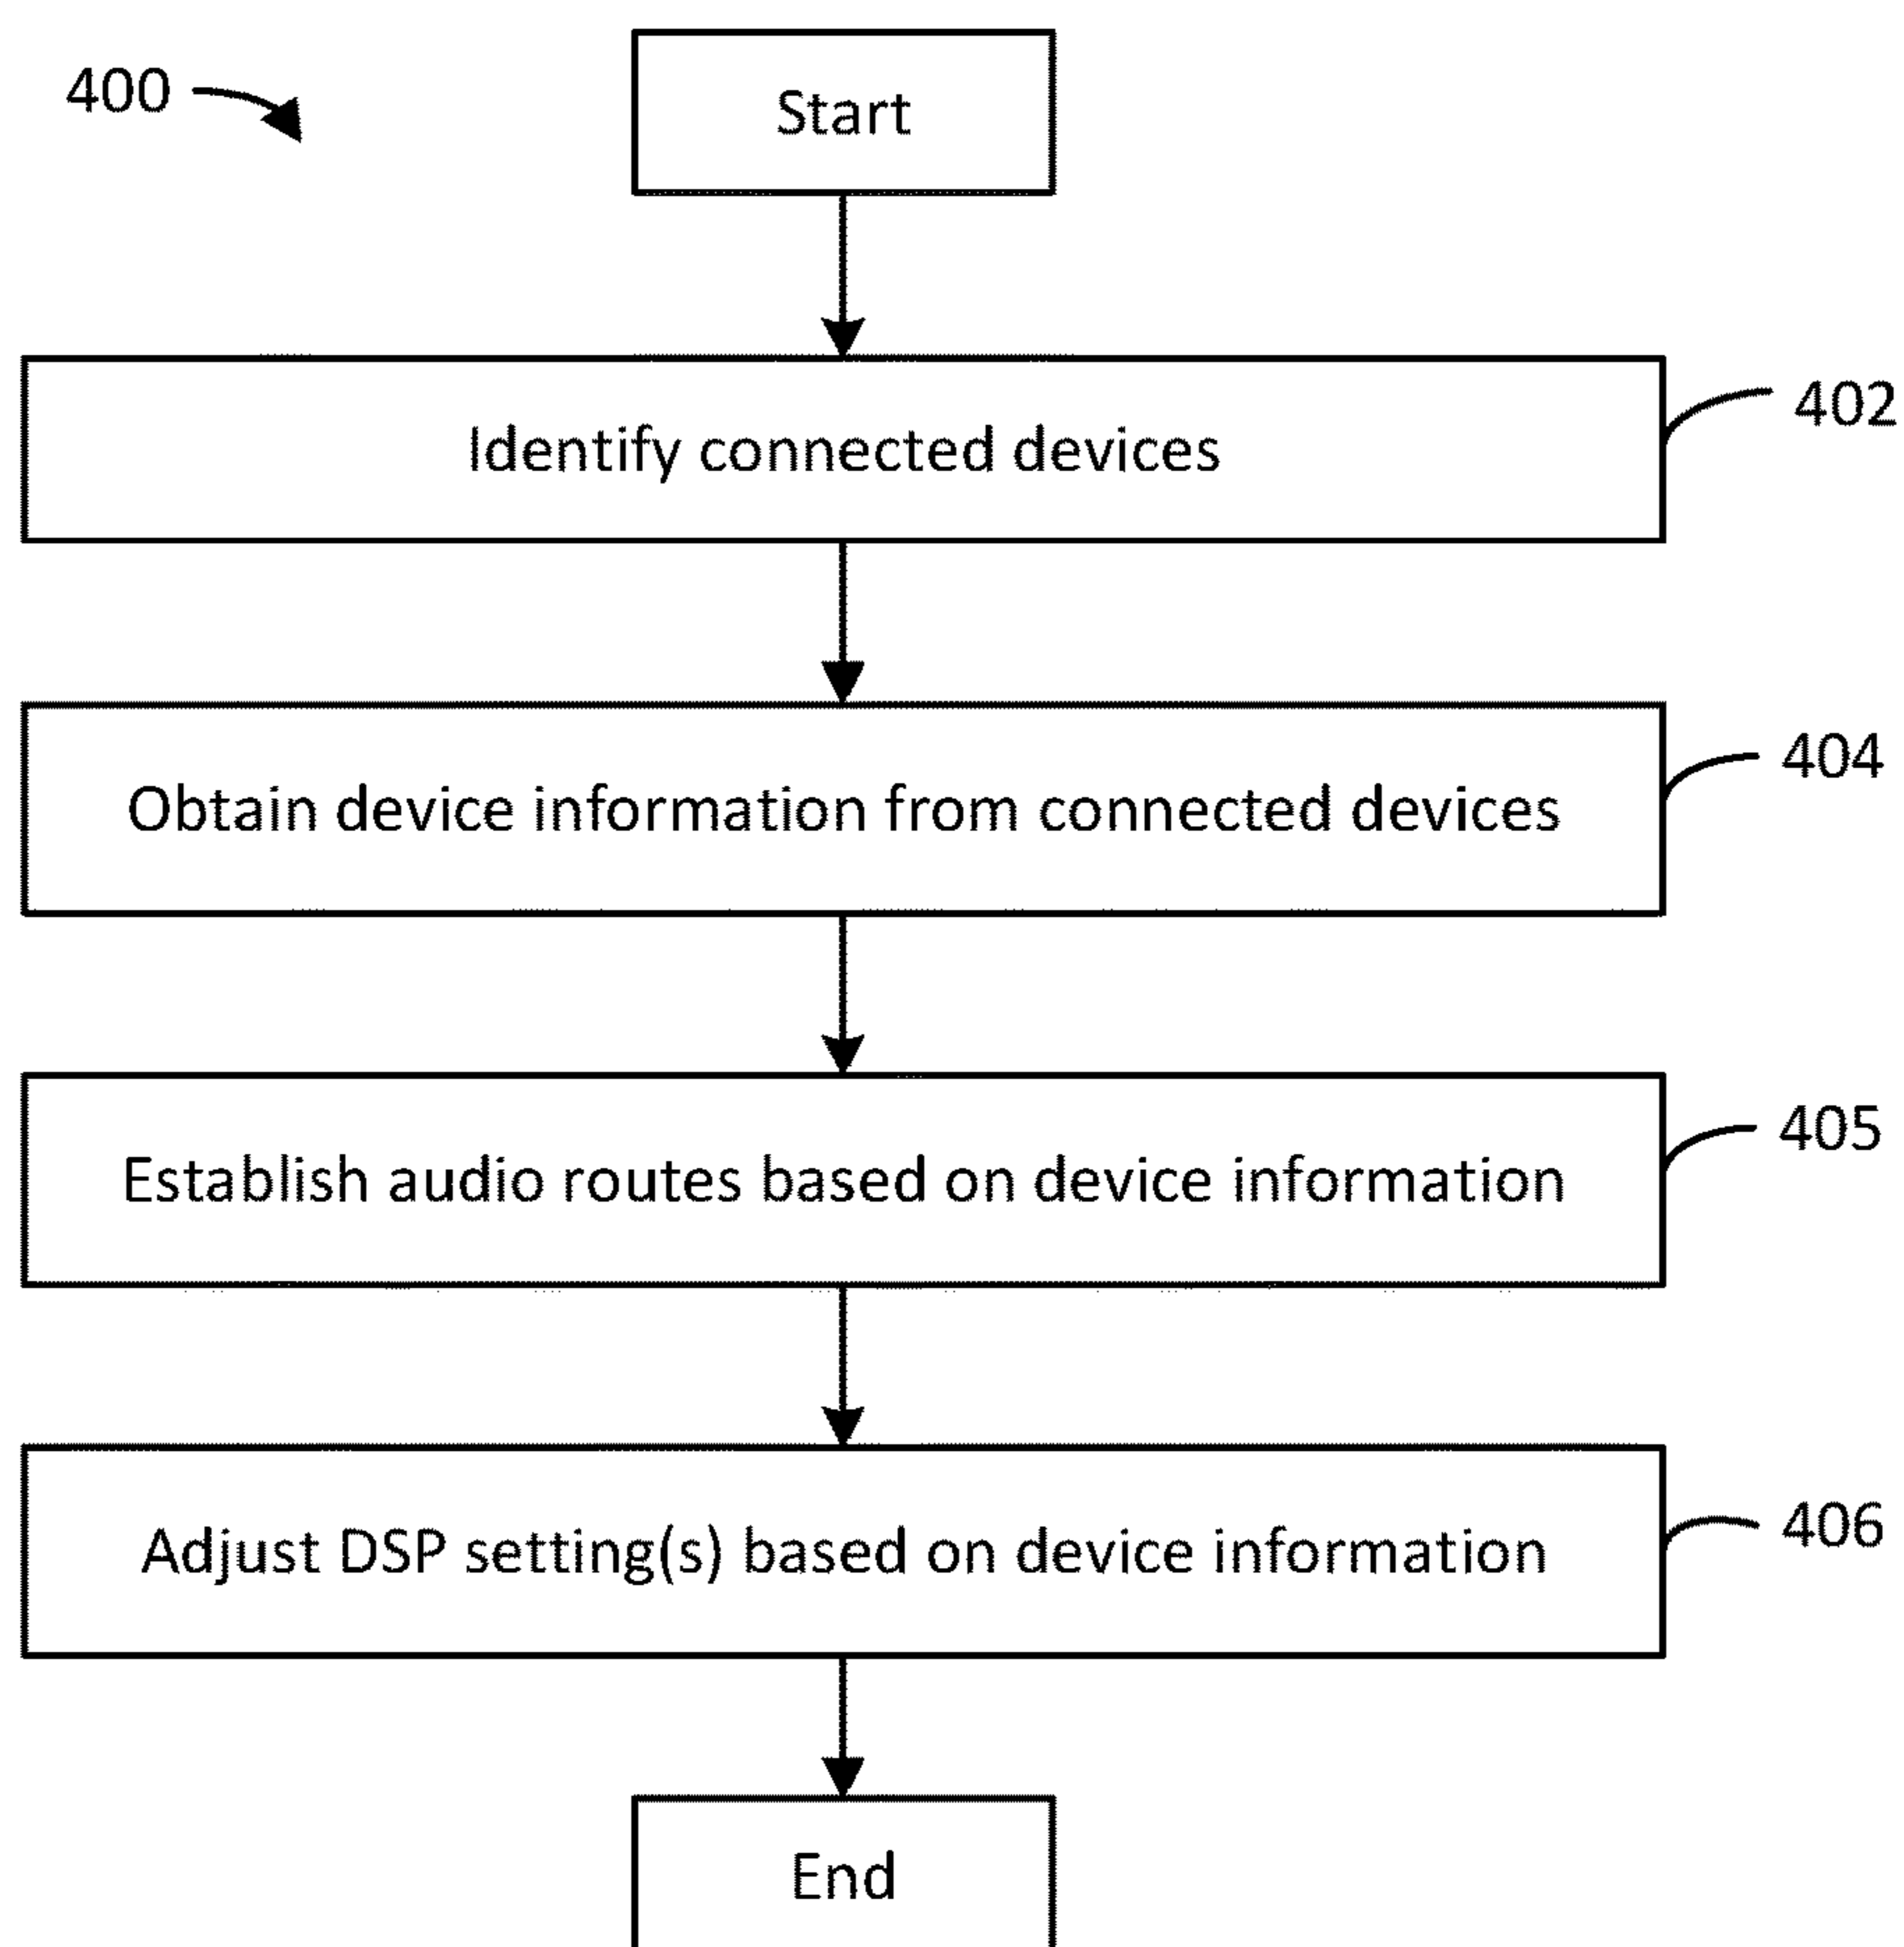 400
Start
Identify connected devices
402
Obtain device information from connected devices
404
Establish audio routes based on device information
405
Adjust DSP setting(s) based on device information
406
End